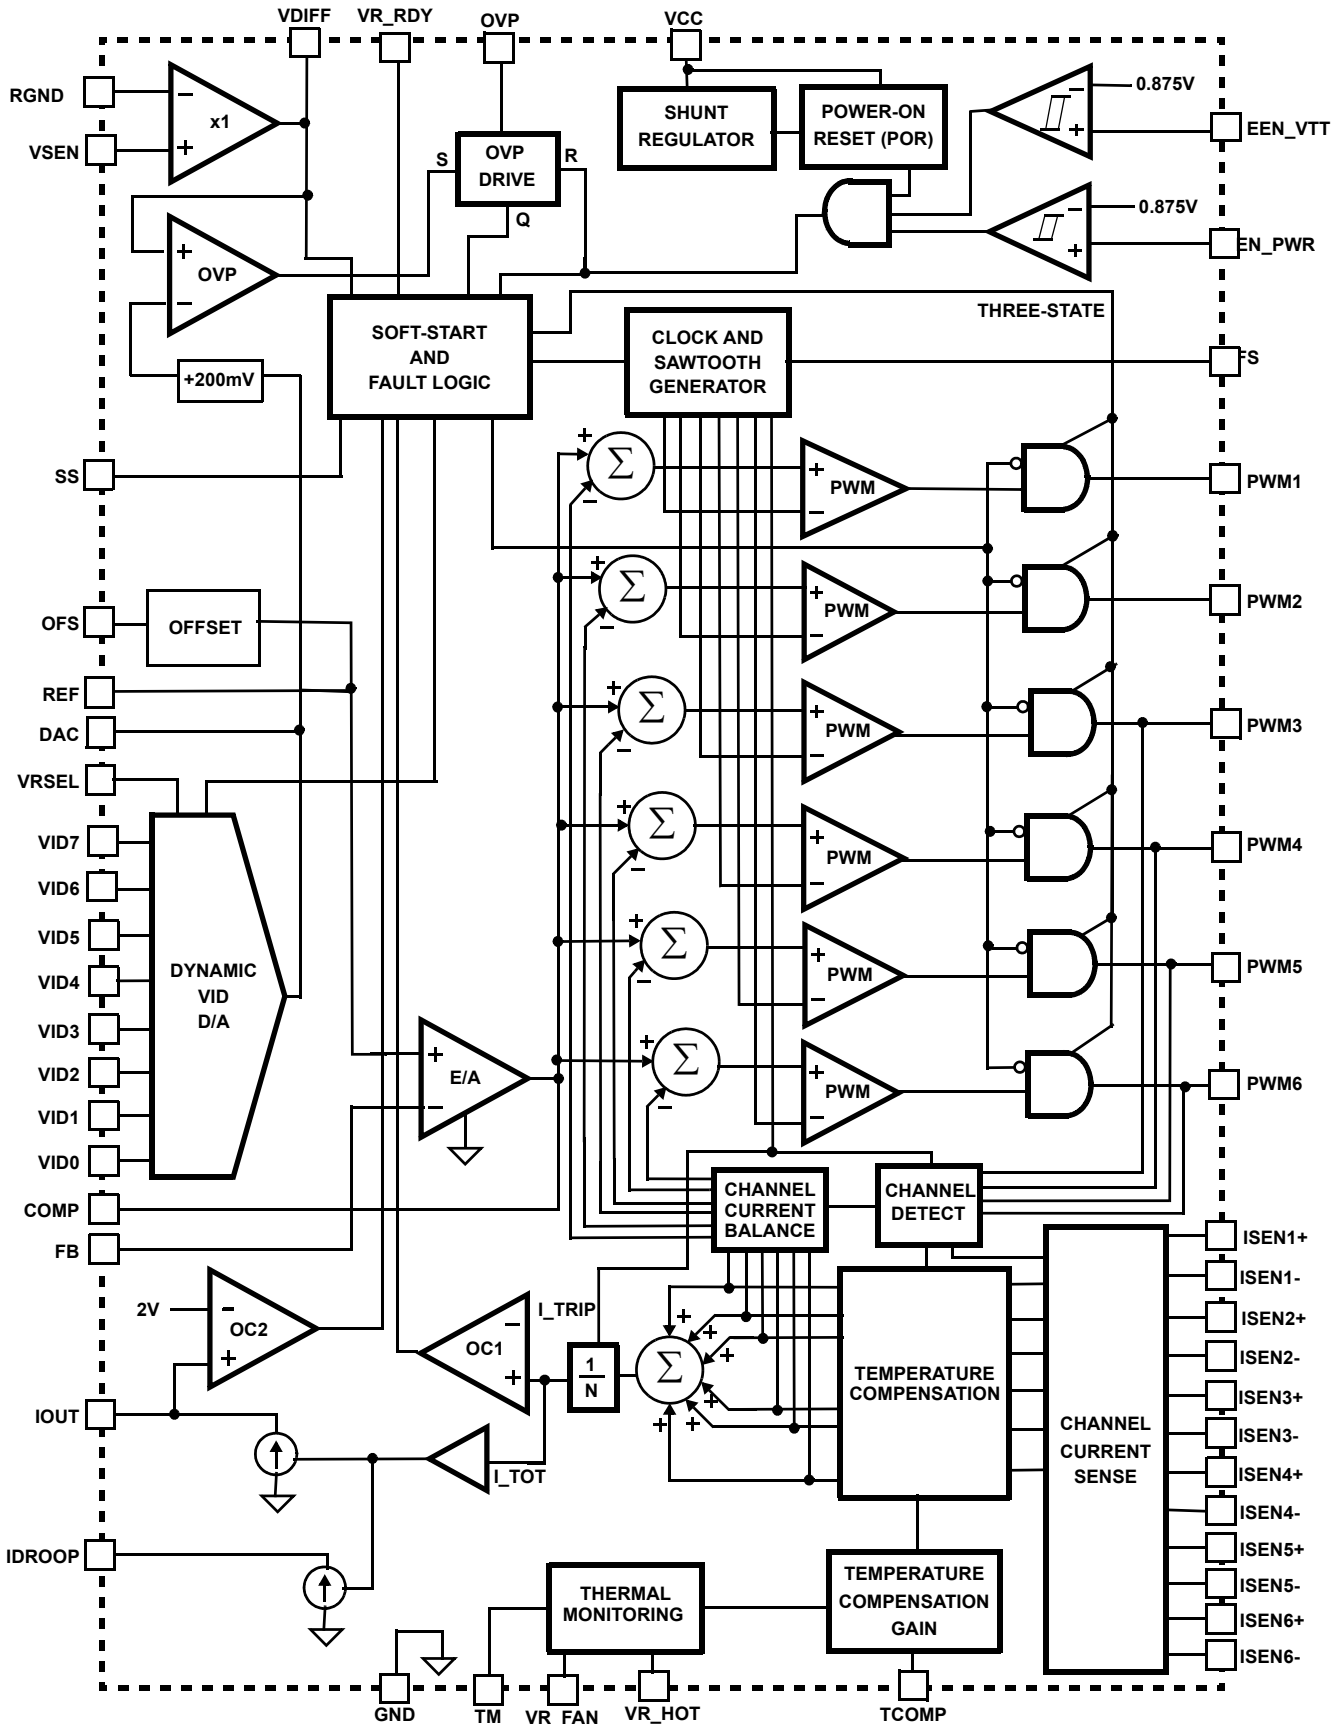 VDIFF
VR_RDY
OVP
VCC
RGND
VSEN
−
+
x1
S
OVP
DRIVE
R
Q
SHUNT
REGULATOR
POWER-ON
RESET (POR)
−
+
0.875V
EEN_VTT
−
+
0.875V
EN_PWR
+
−
OVP
+200mV
SOFT-START
AND
FAULT LOGIC
CLOCK AND
SAWTOOTH
GENERATOR
THREE-STATE
FS
SS
OFS
OFFSET
REF
DAC
VRSEL
VID7
VID6
VID5
VID4
VID3
VID2
VID1
VID0
DYNAMIC
VID
D/A
COMP
FB
+
−
E/A
+
−
Σ
+
−
PWM
PWM1
+
−
Σ
+
−
PWM
PWM2
+
−
Σ
+
−
PWM
PWM3
+
−
Σ
+
−
PWM
PWM4
+
−
Σ
+
−
PWM
PWM5
+
−
Σ
+
−
PWM
PWM6
CHANNEL
CURRENT
BALANCE
CHANNEL
DETECT
2V
−
+
OC2
I_TRIP
−
+
OC1
1
N
Σ
+
+
+
+
+
+
I_TOT
TEMPERATURE
COMPENSATION
CHANNEL
CURRENT
SENSE
ISEN1+
ISEN1-
ISEN2+
ISEN2-
ISEN3+
ISEN3-
ISEN4+
ISEN4-
ISEN5+
ISEN5-
ISEN6+
ISEN6-
IOUT
IDROOP
THERMAL
MONITORING
TEMPERATURE
COMPENSATION
GAIN
GND
TM
VR_FAN
VR_HOT
TCOMP